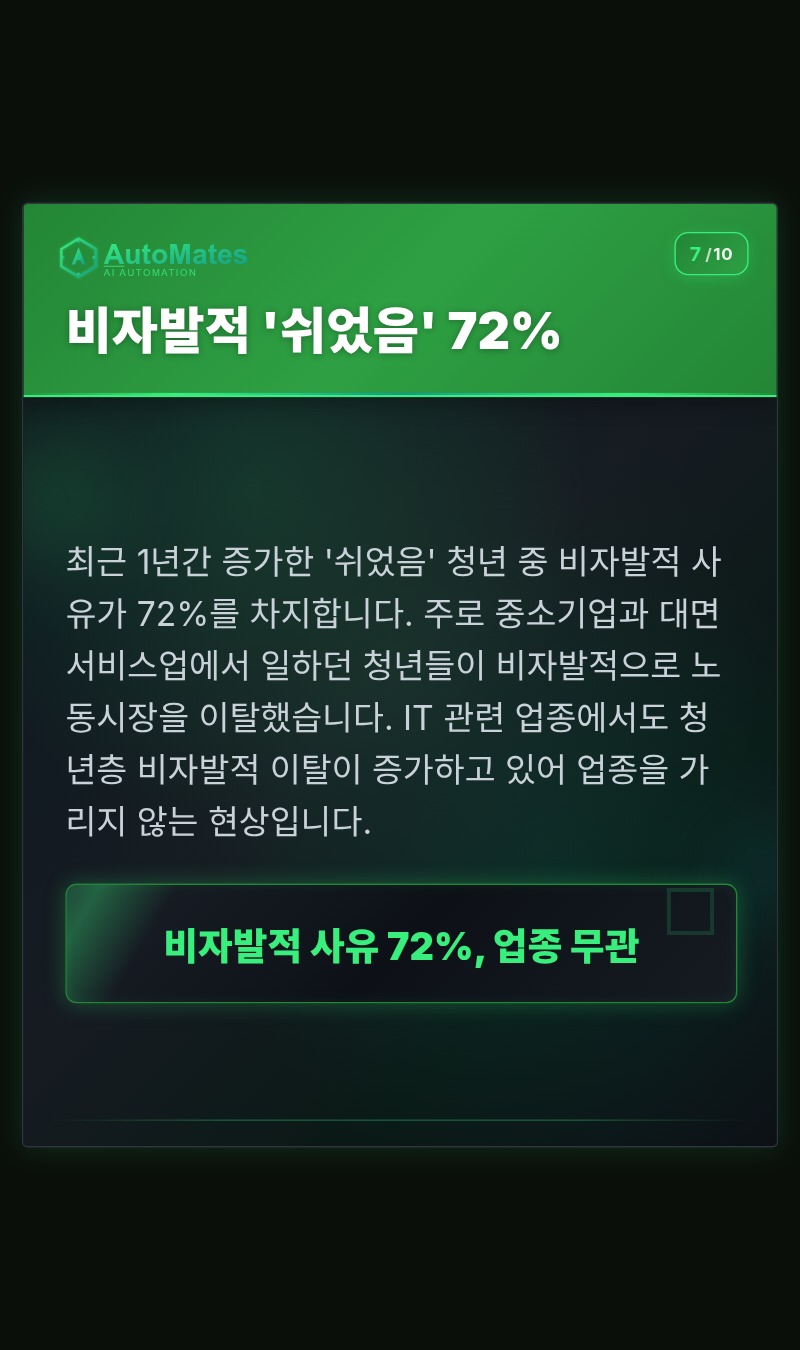 AutoMates
AI AUTOMATION
7/10
비자발적 '쉬었음' 72%
최근 1년간 증가한 '쉬었음' 청년 중 비자발적 사
유가 72%를 차지합니다. 주로 중소기업과 대면
서비스업에서 일하던 청년들이 비자발적으로 노
동시장을 이탈했습니다. IT 관련 업종에서도 청
년층 비자발적 이탈이 증가하고 있어 업종을 가
리지 않는 현상입니다.
비자발적 사유 72%, 업종 무관